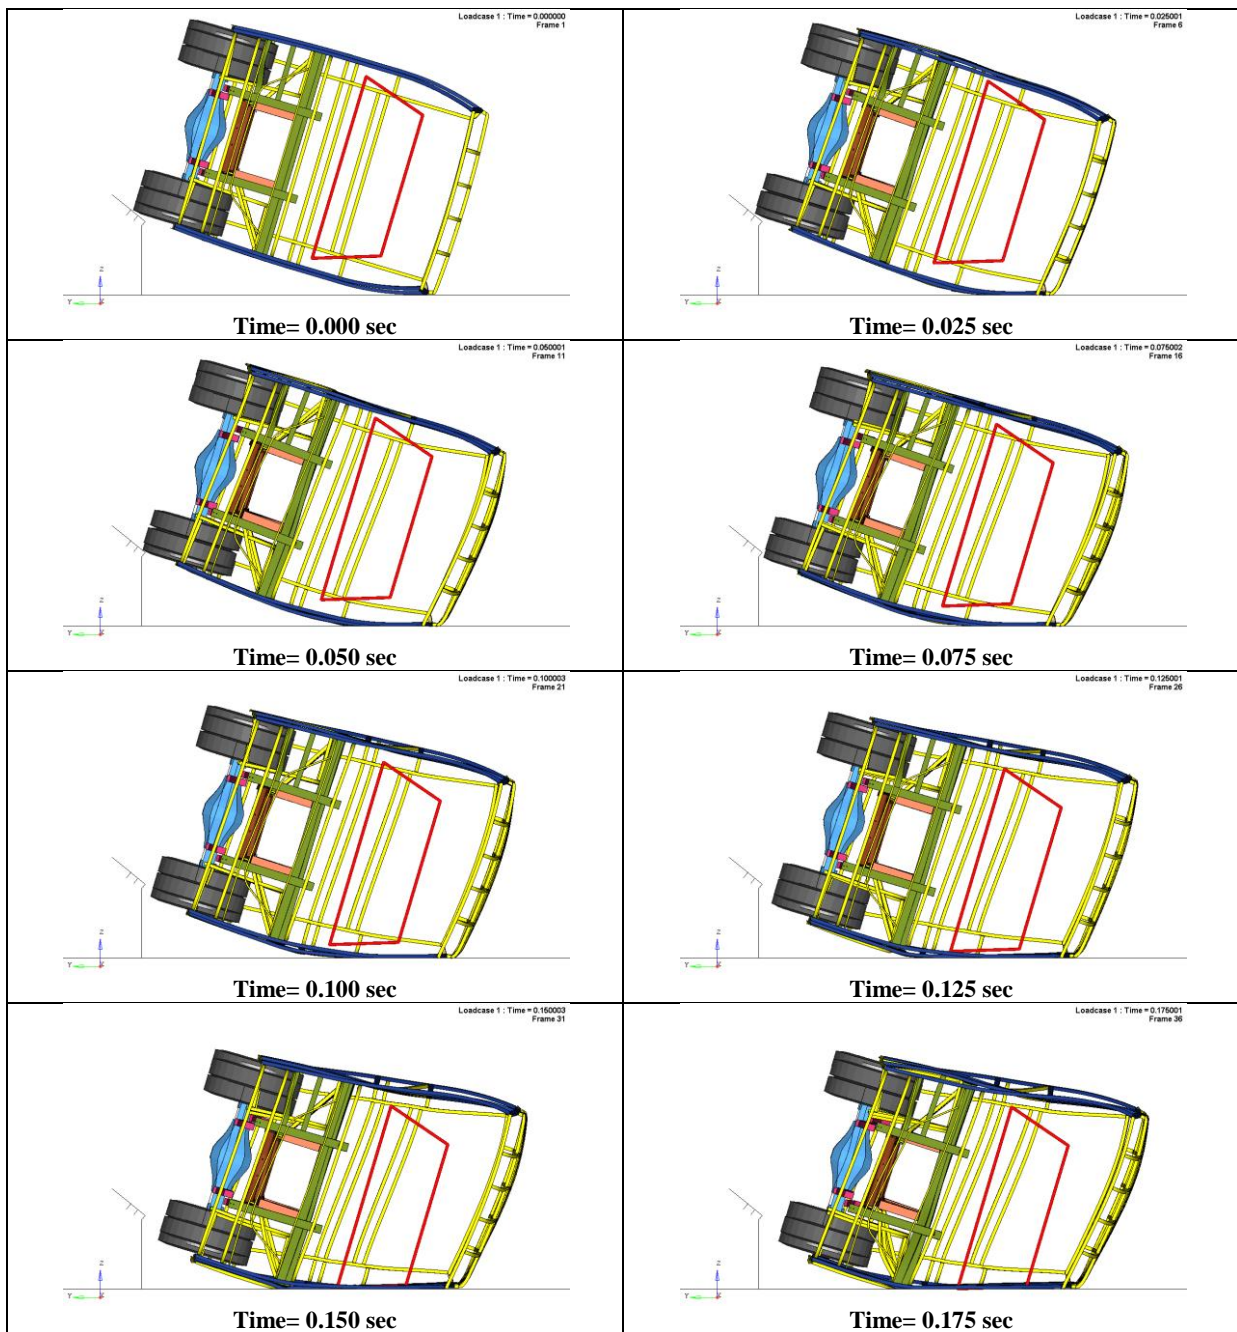 Loadcase 1 : Time = 0.000000
Frame 1
Z
Y
X
Time= 0.000 sec
Loadcase 1 : Time = 0.025001
Frame 6
Z
Y
X
Time= 0.025 sec
Loadcase 1 : Time = 0.050001
Frame 11
Z
Y
X
Time= 0.050 sec
Loadcase 1 : Time = 0.075002
Frame 16
Z
Y
X
Time= 0.075 sec
Loadcase 1 : Time = 0.100003
Frame 21
Z
Y
X
Time= 0.100 sec
Loadcase 1 : Time = 0.125001
Frame 26
Z
Y
X
Time= 0.125 sec
Loadcase 1 : Time = 0.150003
Frame 31
Z
Y
X
Time= 0.150 sec
Loadcase 1 : Time = 0.175001
Frame 36
Z
Y
X
Time= 0.175 sec